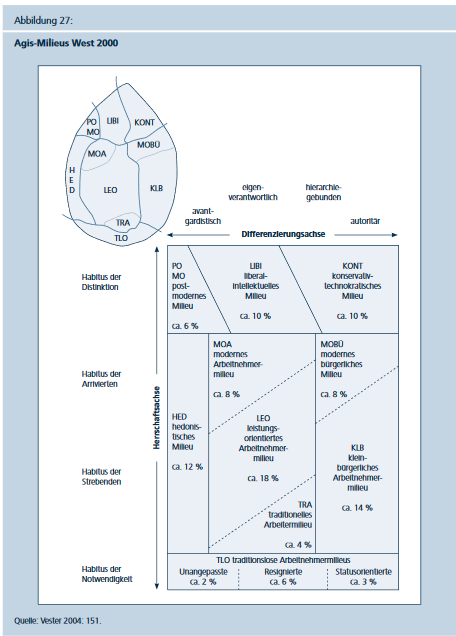 Abbildung 27:
Agis-Milieus West 2000
PO
MO
LIBI
KONT
MOA
MOBÜ
H
E
D
LEO
KLB
TRA
TLO
avant-
gardistisch
eigen-
verantwortlich
hierarchie-
gebunden
autoritär
Differenzierungsachse
Herrschaftsachse
Habitus der
Distinktion
PO
MO
post-
modernes
Milieu
ca. 6 %
LIBI
liberal-
intellektuelles
Milieu
ca. 10 %
KONT
konservativ-
technokratisches
Milieu
ca. 10 %
Habitus der
Arrivierten
MOA
modernes
Arbeitnehmer-
milieu
ca. 8 %
MOBÜ
modernes
bürgerliches
Milieu
ca. 8 %
HED
hedonis-
tisches
Milieu
ca. 12 %
LEO
leistungs-
orientiertes
Arbeitnehmer-
milieu
ca. 18 %
KLB
klein-
bürgerliches
Arbeitnehmer-
milieu
ca. 14 %
Habitus der
Strebenden
TRA
traditionelles
Arbeitermilieu
ca. 4 %
Habitus der
Notwendigkeit
TLO traditionslose Arbeitnehmermilieus
Unangepasste
ca. 2 %
Resignierte
ca. 6 %
Statusorientierte
ca. 3 %
Quelle: Vester 2004: 151.